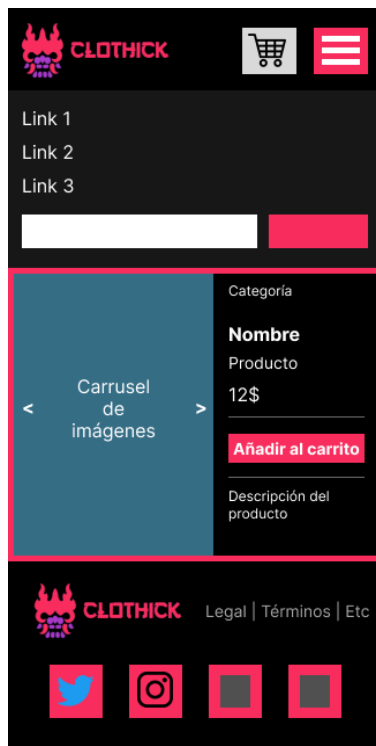 CLOTHICK
Link 1
Link 2
Link 3
Categoría
Nombre
Producto
12$
Añadir al carrito
Descripción del
producto
<
Carrusel
de
imágenes
>
CLOTHICK
Legal | Términos | Etc